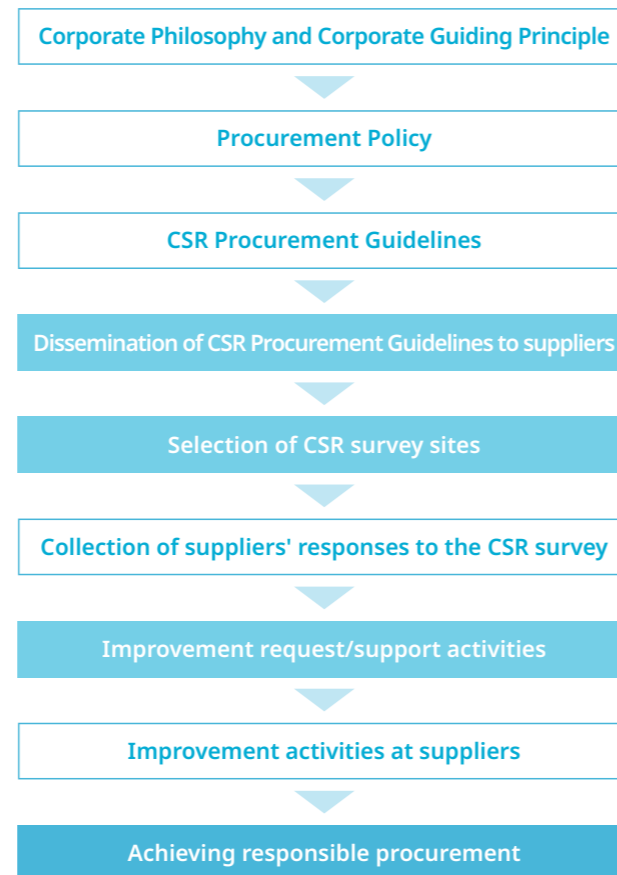 Corporate Philosophy and Corporate Guiding Principle
Procurement Policy
CSR Procurement Guidelines
Dissemination of CSR Procurement Guidelines to suppliers
Selection of CSR survey sites
Collection of suppliers' responses to the CSR survey
Improvement request/support activities
Improvement activities at suppliers
Achieving responsible procurement